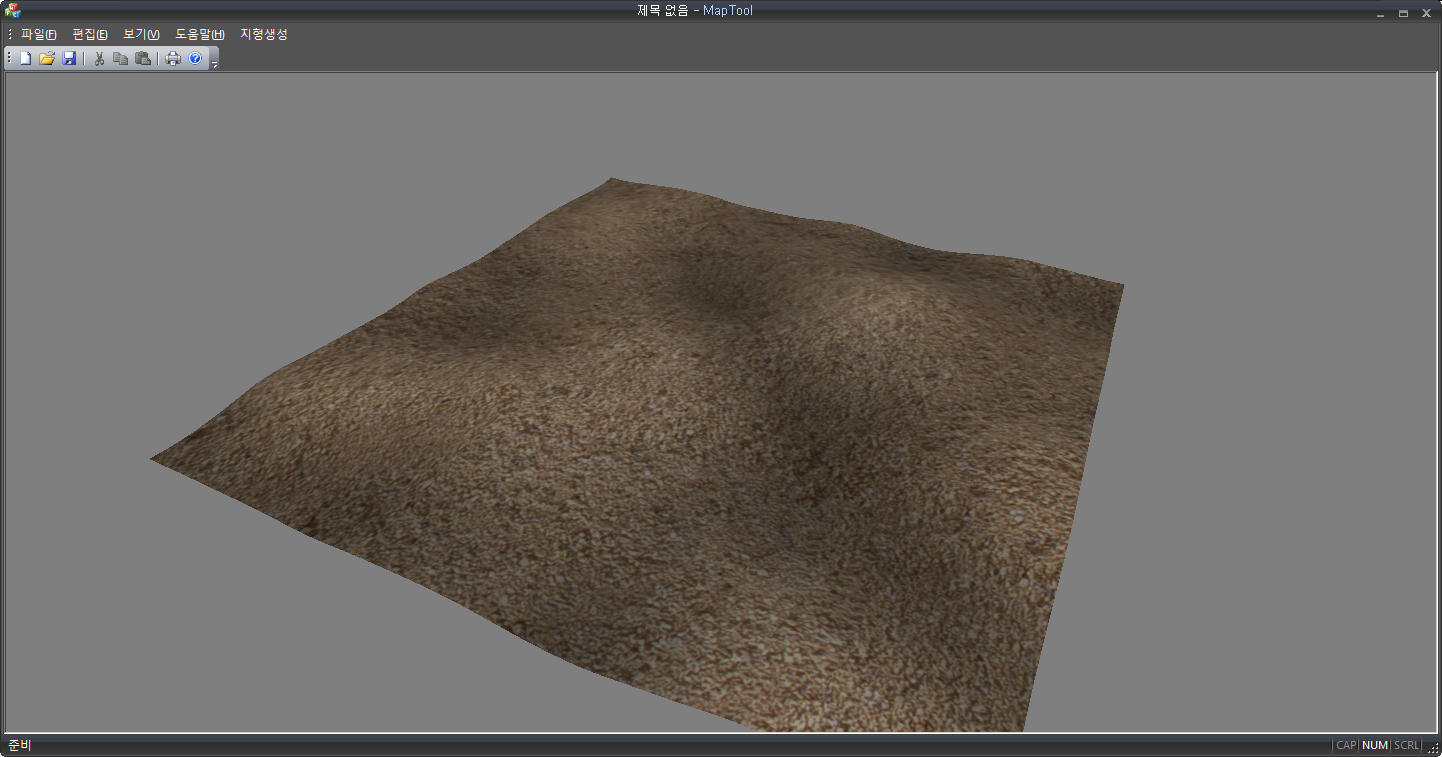 제목 없음 - MapTool
파일(F) 편집(E) 보기(V) 도움말(H) 지형생성
준비 CAP NUM SCRL